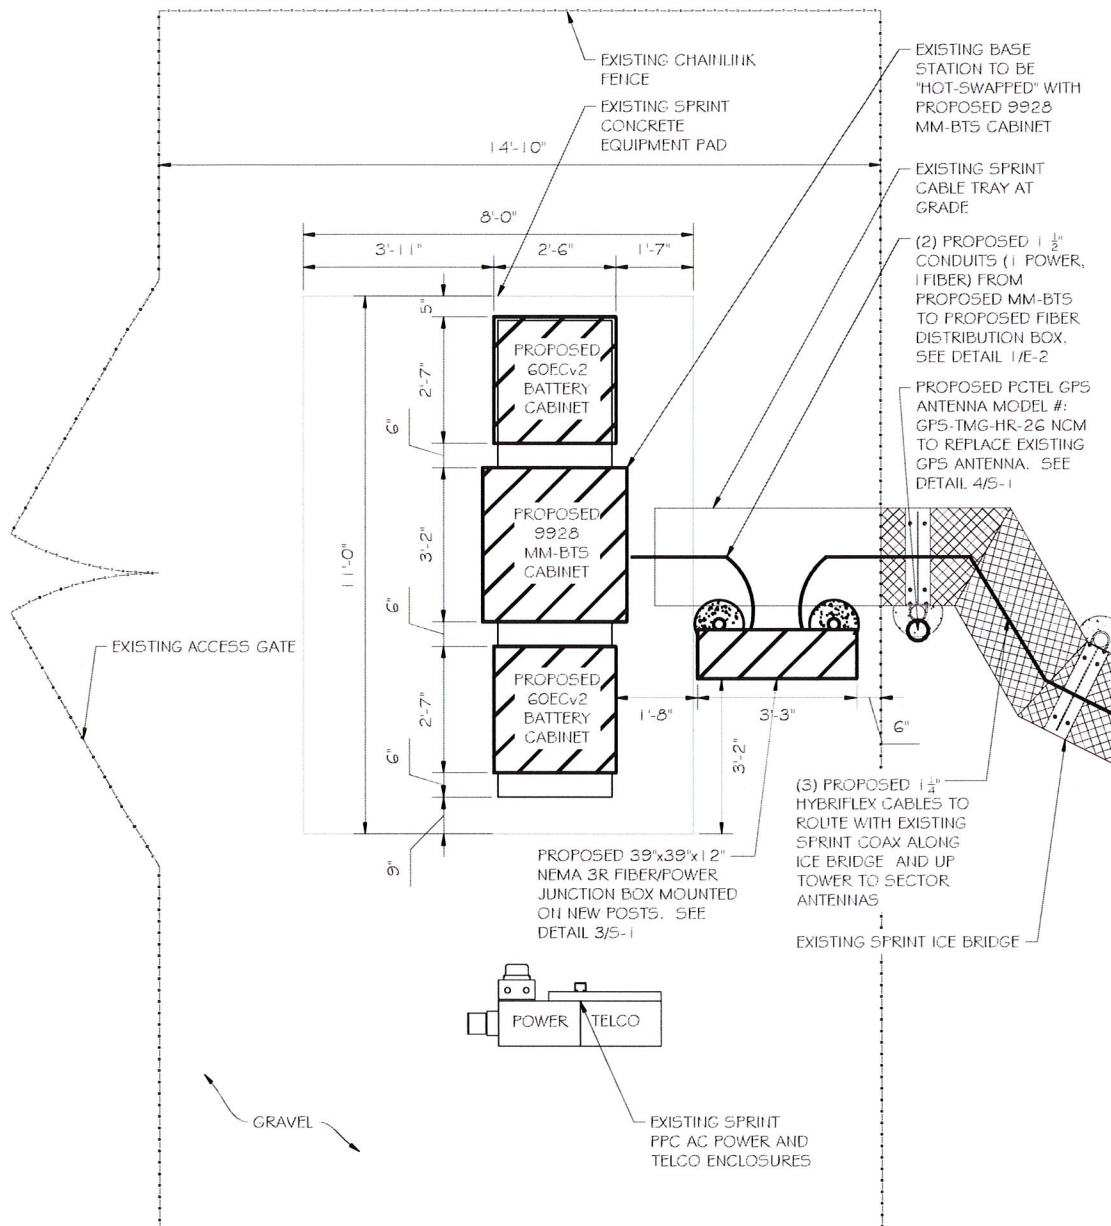 EXISTING CHAINLINK
FENCE
EXISTING SPRINT
CONCRETE
EQUIPMENT PAD
EXISTING BASE
STATION TO BE
"HOT-SWAPPED" WITH
PROPOSED 9928
MM-BTS CABINET
14'-10"
EXISTING SPRINT
CABLE TRAY AT
GRADE
8'-0"
3'-11"
2'-6"
1'-7"
(2) PROPOSED 1 1/2"
CONDUITS (1 POWER,
1 FIBER) FROM
PROPOSED MM-BTS
TO PROPOSED FIBER
DISTRIBUTION BOX.
SEE DETAIL 1/E-2
5"
PROPOSED
60ECv2
BATTERY
CABINET
2'-7"
6"
PROPOSED PCTEL GPS
ANTENNA MODEL #:
GPS-TMG-HR-26 NCM
TO REPLACE EXISTING
GPS ANTENNA. SEE
DETAIL 4/S-1
PROPOSED
9928
MM-BTS
CABINET
3'-2"
11'-0"
6"
EXISTING ACCESS GATE
PROPOSED
60ECv2
BATTERY
CABINET
2'-7"
6"
9"
1'-8"
3'-3"
6"
3'-2"
(3) PROPOSED 1 1/4"
HYBRIFLEX CABLES TO
ROUTE WITH EXISTING
SPRINT COAX ALONG
ICE BRIDGE AND UP
TOWER TO SECTOR
ANTENNAS
PROPOSED 39"x39"x12"
NEMA 3R FIBER/POWER
JUNCTION BOX MOUNTED
ON NEW POSTS. SEE
DETAIL 3/S-1
EXISTING SPRINT ICE BRIDGE
POWER
TELCO
GRAVEL
EXISTING SPRINT
PPC AC POWER AND
TELCO ENCLOSURES